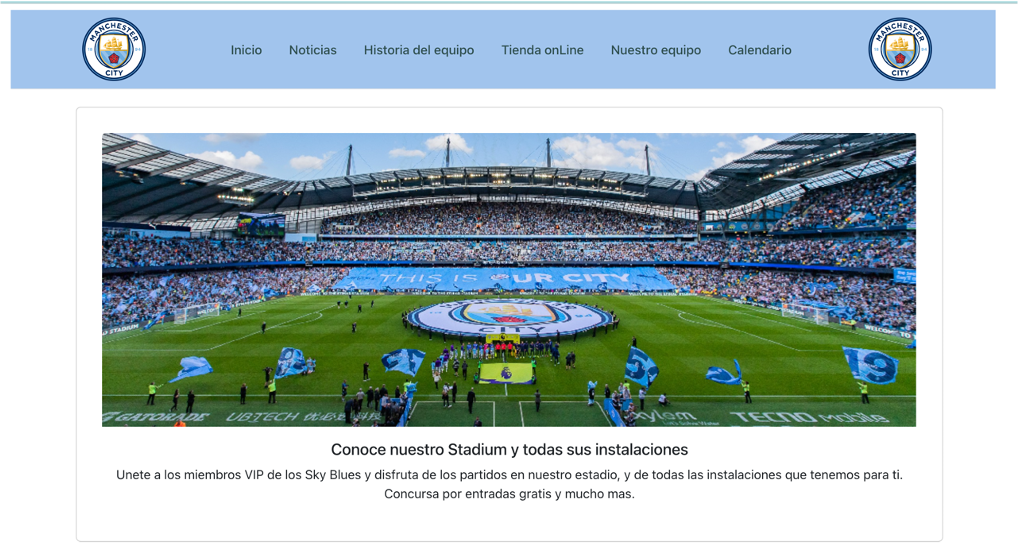 MANCHESTER
CITY
Inicio
Noticias
Historia del equipo
Tienda onLine
Nuestro equipo
Calendario
MANCHESTER
CITY
THIS IS OUR CITY
CITY
GATORADE
UBTECH
xylem
TECNO mobile
Conoce nuestro Stadium y todas sus instalaciones
Unete a los miembros VIP de los Sky Blues y disfruta de los partidos en nuestro estadio, y de todas las instalaciones que tenemos para ti.
Concursa por entradas gratis y mucho mas.